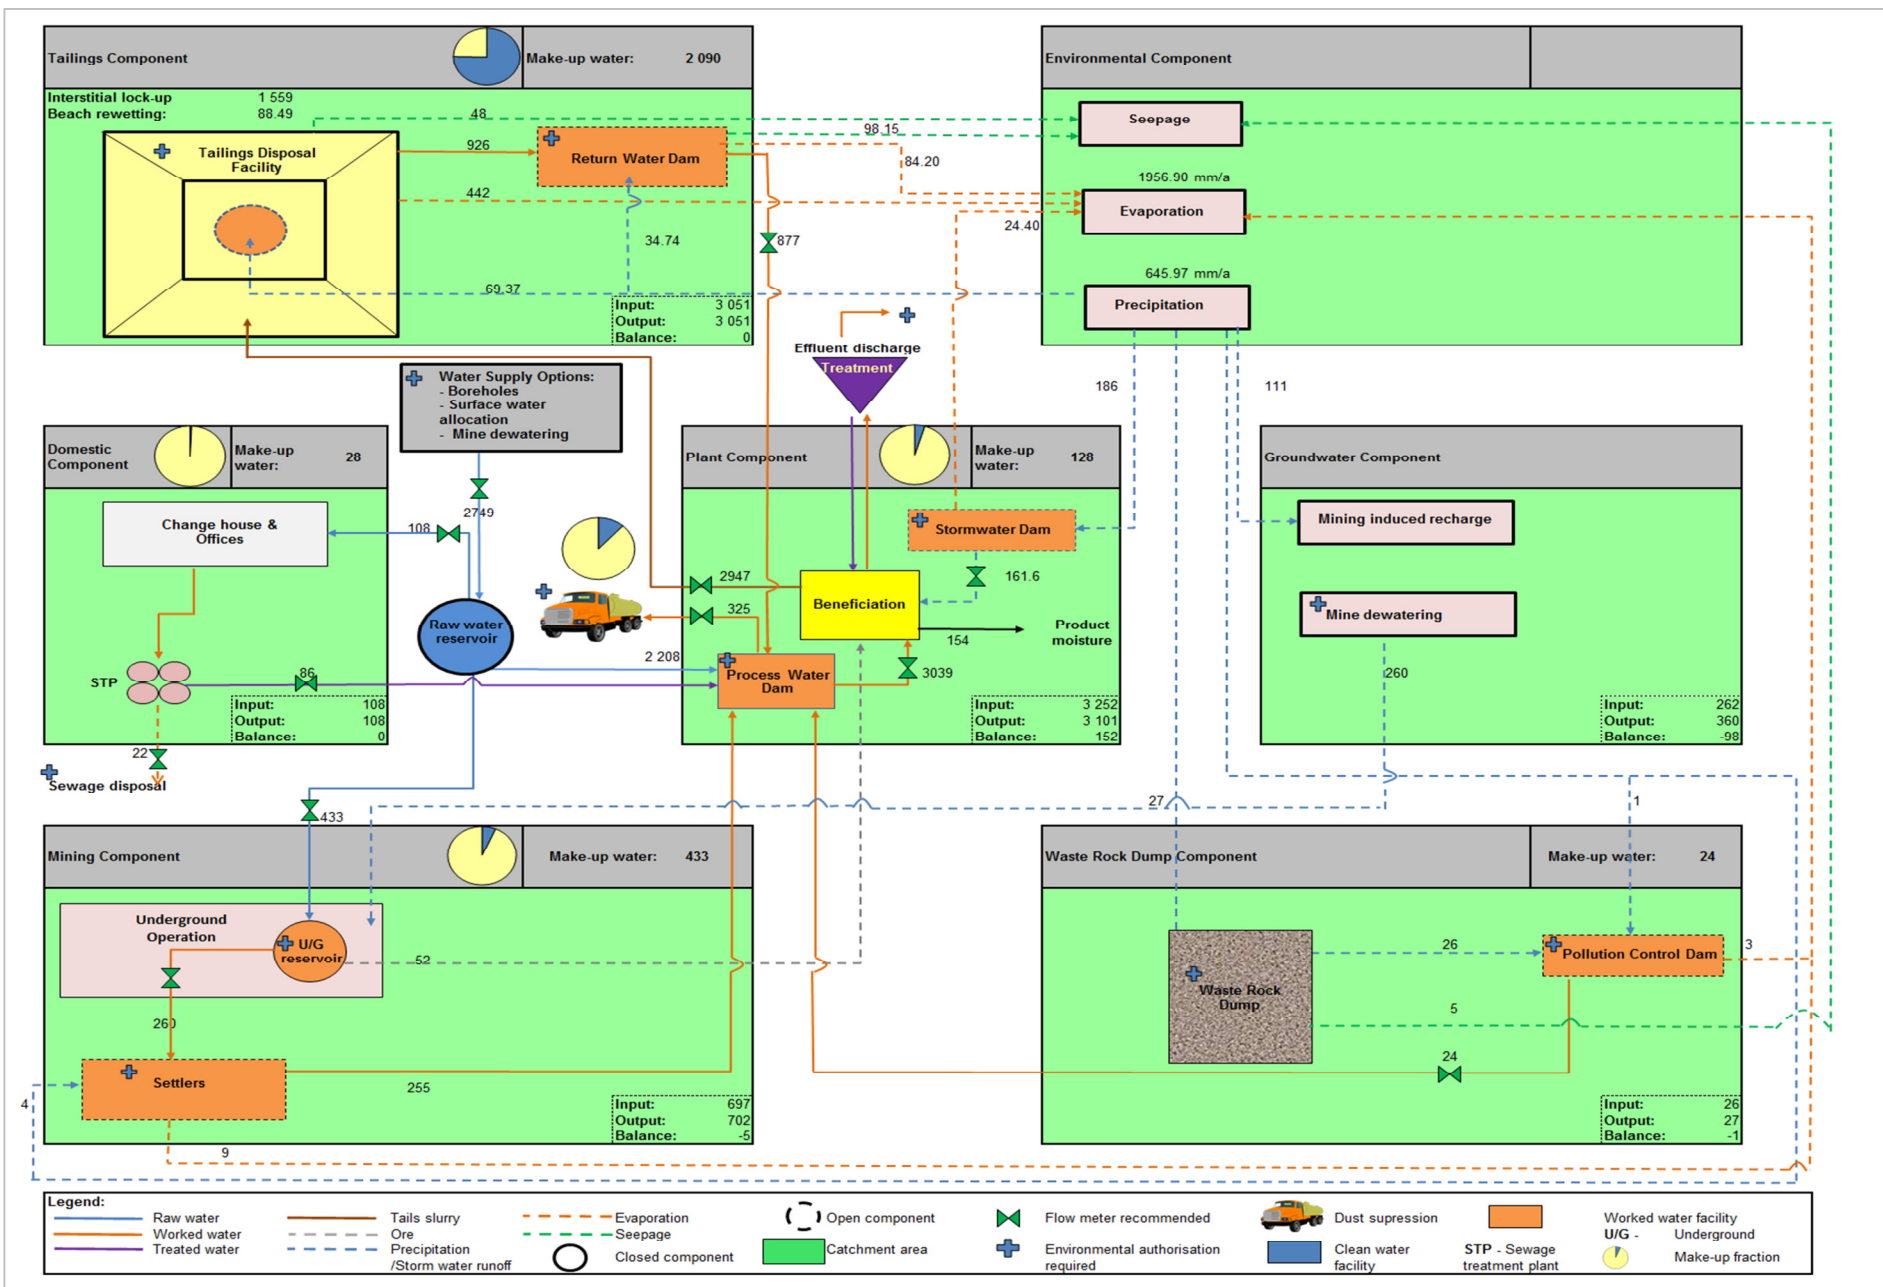 Tailings Component
Make-up water: 2 090
Interstitial lock-up 1 559
Beach rewetting: 88.49
Tailings Disposal
Facility
48
926
442
Return Water Dam
98.15
84.20
34.74
69.37
877
Input: 3 051
Output: 3 051
Balance: 0
Environmental Component
Seepage
1956.90 mm/a
Evaporation
24.40
645.97 mm/a
Precipitation
186
111
Effluent discharge
Treatment
Water Supply Options:
- Boreholes
- Surface water
allocation
- Mine dewatering
Domestic
Component
Make-up
water: 28
Change house &
Offices
108
2749
Raw water
reservoir
STP
86
22
Sewage disposal
Input: 108
Output: 108
Balance: 0
433
2 208
Plant Component
Make-up
water: 128
Stormwater Dam
161.6
2947
325
Beneficiation
154
Product
moisture
Process Water
Dam
3039
Input: 3 252
Output: 3 101
Balance: 152
Groundwater Component
Mining induced recharge
Mine dewatering
260
Input: 262
Output: 360
Balance: -98
27
1
Mining Component
Make-up water: 433
Underground
Operation
U/G
reservoir
52
260
Settlers
255
4
9
Input: 697
Output: 702
Balance: -5
Waste Rock Dump Component
Make-up water: 24
Waste Rock
Dump
26
Pollution Control Dam
3
5
24
Input: 26
Output: 27
Balance: -1
Legend:
Raw water
Worked water
Treated water
Tails slurry
Ore
Precipitation
/Storm water runoff
Evaporation
Seepage
Closed component
Open component
Catchment area
Flow meter recommended
Environmental authorisation
required
Dust supression
Clean water
facility
Worked water facility
U/G - Underground
STP - Sewage
treatment plant
Make-up fraction